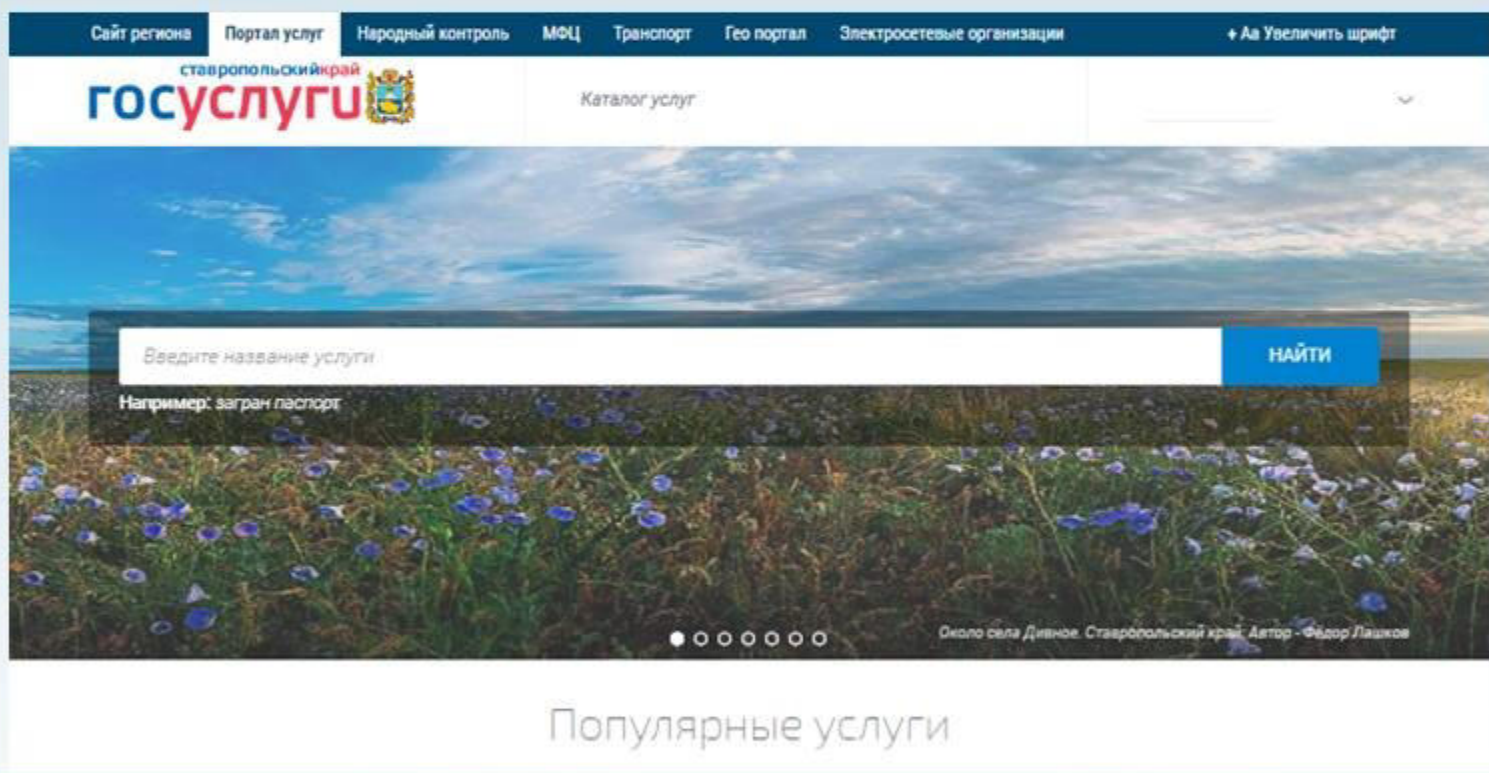 Сайт региона Портал услуг Народный контроль МФЦ Транспорт Гео портал Электросетевые организации + Аа Увеличить шрифт
ставропольскийкрай
госуслуги
Каталог услуг
Введите название услуги
НАЙТИ
Например: загран паспорт
Около села Дивное. Ставропольский край. Автор - Фёдор Лашков
Популярные услуги